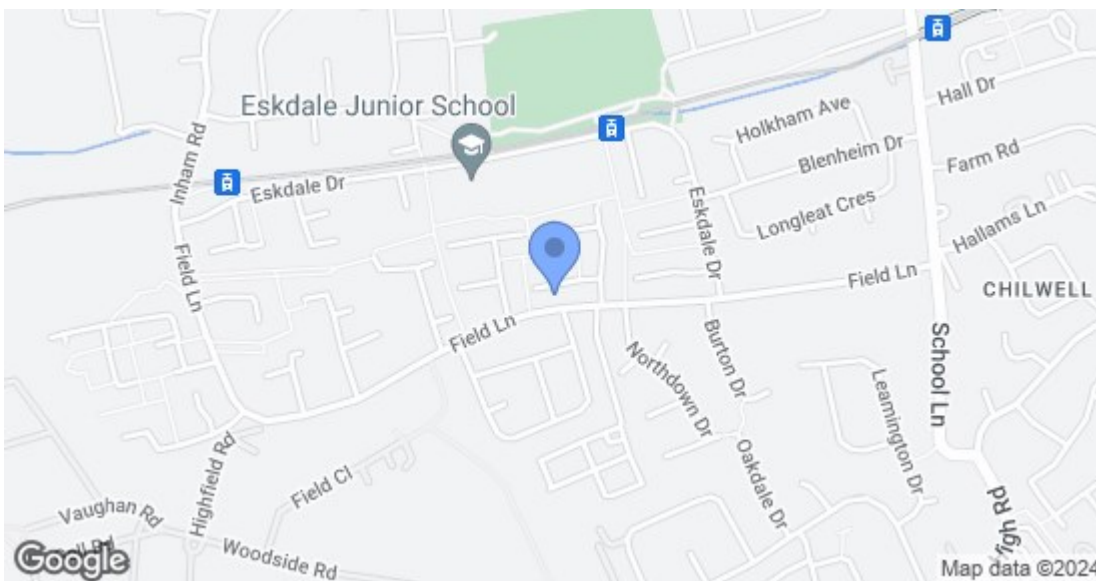 Eskdale Junior School
Inham Rd
Eskdale Dr
Holkham Ave
Hall Dr
Blenheim Dr
Farm Rd
Longleat Cres
Hallams Ln
Eskdale Dr
Field Ln
Field Ln
CHILWELL
Field Ln
Burton Dr
School Ln
Northdown Dr
Leamington Dr
Highfield Rd
Oakdale Dr
Field Cl
High Rd
Vaughan Rd
Woodside Rd
Google
Map data ©2024